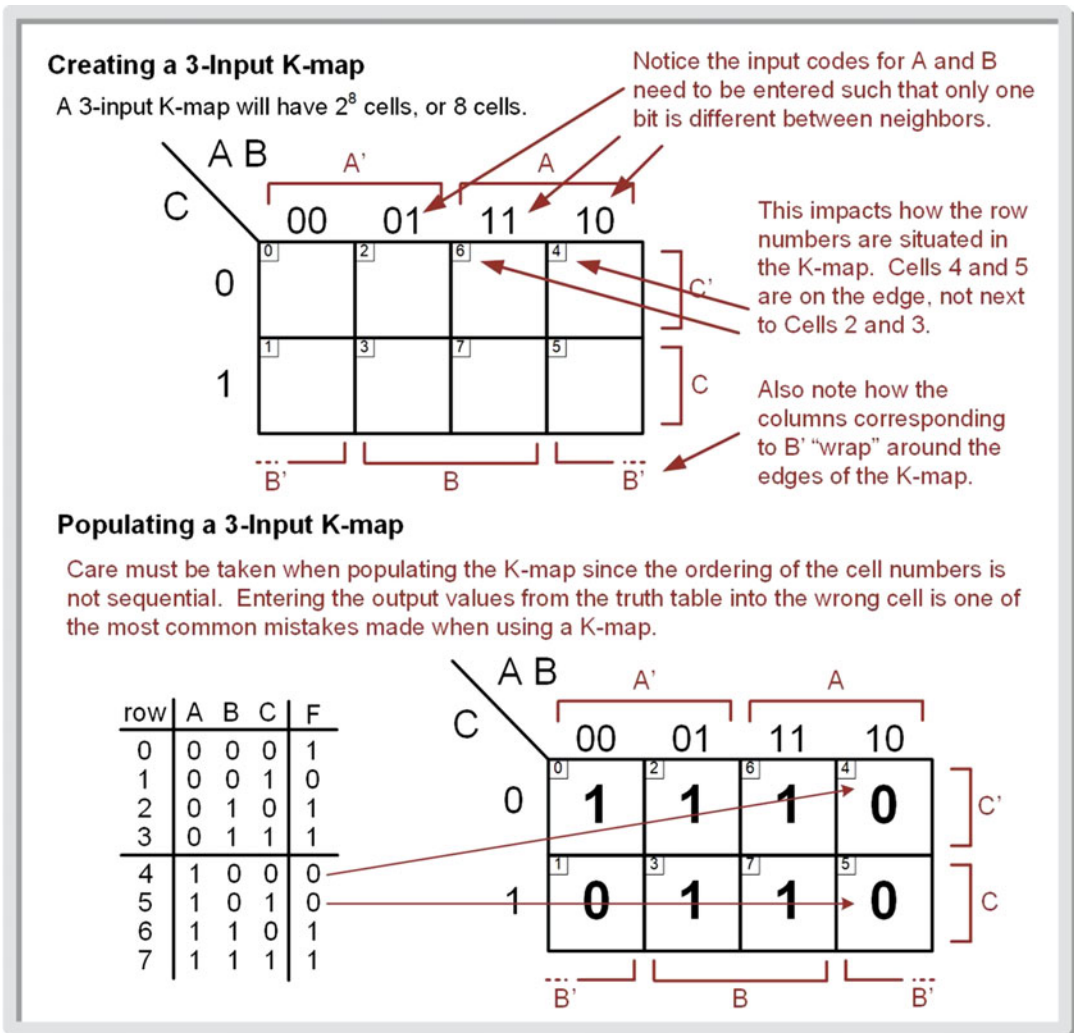 Creating a 3-Input K-map
A 3-input K-map will have 2⁸ cells, or 8 cells.
Notice the input codes for A and B
need to be entered such that only one
bit is different between neighbors.
A B
A'
A
C
00 01 11 10
0 2 6 4
0
C'
1 3 7 5
1
C
B'
B
B'
This impacts how the row
numbers are situated in
the K-map. Cells 4 and 5
are on the edge, not next
to Cells 2 and 3.
Also note how the
columns corresponding
to B' “wrap” around the
edges of the K-map.
Populating a 3-Input K-map
Care must be taken when populating the K-map since the ordering of the cell numbers is
not sequential. Entering the output values from the truth table into the wrong cell is one of
the most common mistakes made when using a K-map.
row A B C F
0 0 0 0 1
1 0 0 1 0
2 0 1 0 1
3 0 1 1 1
4 1 0 0 0
5 1 0 1 0
6 1 1 0 1
7 1 1 1 1
A B
A'
A
C
00 01 11 10
0 2 6 4
0 1 1 1 0
C'
1 3 7 5
1 0 1 1 0
C
B'
B
B'